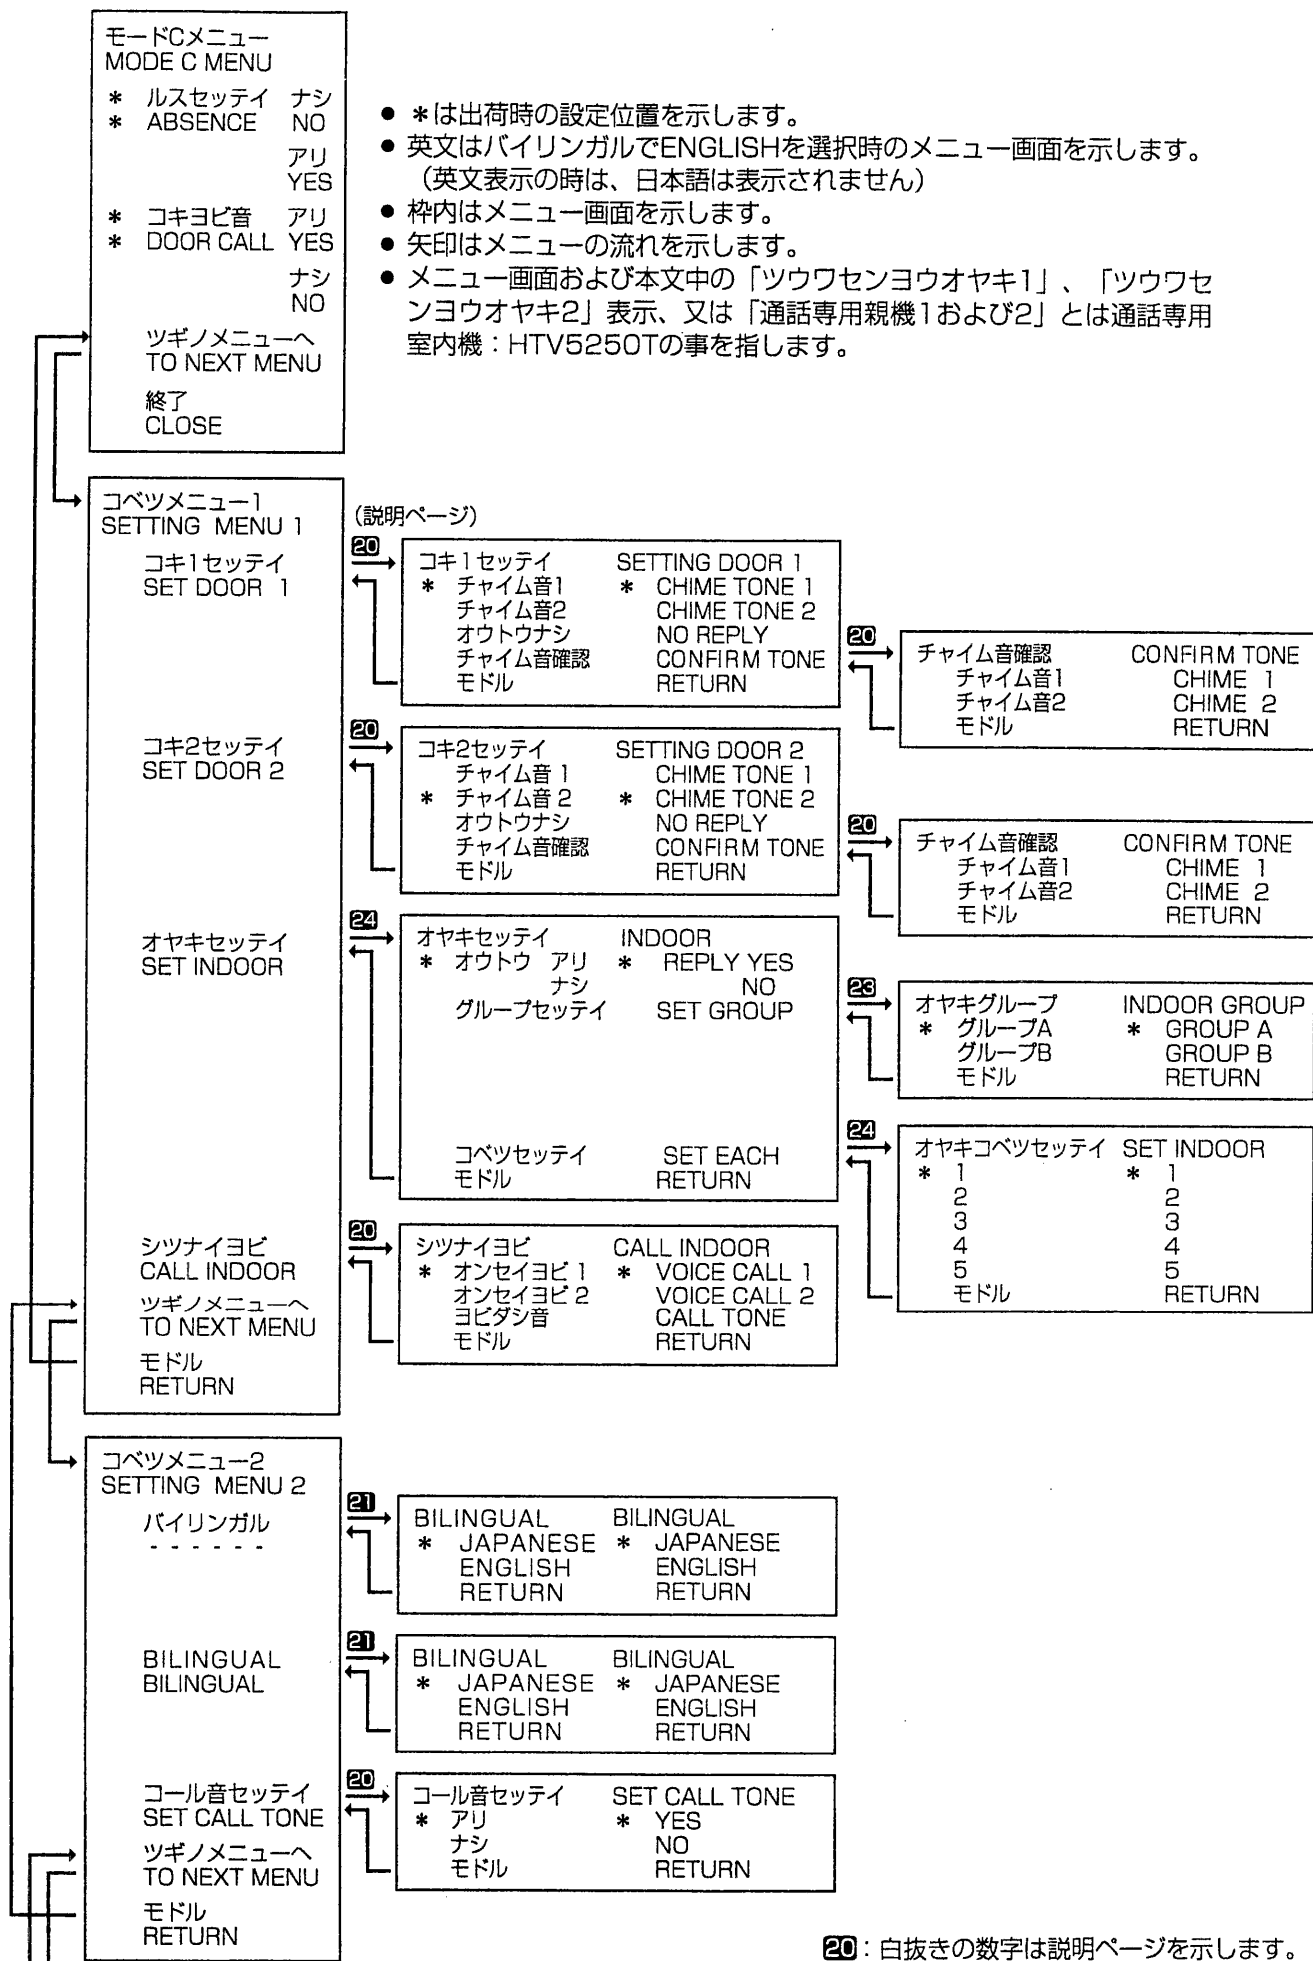 モードCメニュー
MODE C MENU
* ルスセッテイ ナシ
* ABSENCE NO
アリ
YES
* コキヨビ音 アリ
* DOOR CALL YES
ナシ
NO
ツギノメニューへ
TO NEXT MENU
終了
CLOSE
● *は出荷時の設定位置を示します。
● 英文はバイリンガルでENGLISHを選択時のメニュー画面を示します。
(英文表示の時は、日本語は表示されません)
● 枠内はメニュー画面を示します。
● 矢印はメニューの流れを示します。
● メニュー画面および本文中の「ツウワセンヨウオヤキ1」、「ツウワセ
ンヨウオヤキ2」表示、又は「通話専用親機1および2」とは通話専用
室内機:HTV5250Tの事を指します。
コベツメニュー1
SETTING MENU 1
(説明ページ)
コキ1セッテイ
SET DOOR 1
20
コキ1セッテイ SETTING DOOR 1
* チャイム音1 * CHIME TONE 1
チャイム音2 CHIME TONE 2
オウトウナシ NO REPLY
チャイム音確認 CONFIRM TONE
モドル RETURN
20
チャイム音確認 CONFIRM TONE
チャイム音1 CHIME 1
チャイム音2 CHIME 2
モドル RETURN
コキ2セッテイ
SET DOOR 2
20
コキ2セッテイ SETTING DOOR 2
チャイム音 1 CHIME TONE 1
* チャイム音 2 * CHIME TONE 2
オウトウナシ NO REPLY
チャイム音確認 CONFIRM TONE
モドル RETURN
20
チャイム音確認 CONFIRM TONE
チャイム音1 CHIME 1
チャイム音2 CHIME 2
モドル RETURN
オヤキセッテイ
SET INDOOR
24
オヤキセッテイ INDOOR
* オウトウ アリ * REPLY YES
ナシ NO
グループセッテイ SET GROUP
コベツセッテイ SET EACH
モドル RETURN
23
オヤキグループ INDOOR GROUP
* グループA * GROUP A
グループB GROUP B
モドル RETURN
24
オヤキコベツセッテイ SET INDOOR
* 1 * 1
2 2
3 3
4 4
5 5
モドル RETURN
シツナイヨビ
CALL INDOOR
20
シツナイヨビ CALL INDOOR
* オンセイヨビ 1 * VOICE CALL 1
オンセイヨビ 2 VOICE CALL 2
ヨビダシ音 CALL TONE
モドル RETURN
ツギノメニューへ
TO NEXT MENU
モドル
RETURN
コベツメニュー2
SETTING MENU 2
バイリンガル
- - - - - -
21
BILINGUAL BILINGUAL
* JAPANESE * JAPANESE
ENGLISH ENGLISH
RETURN RETURN
BILINGUAL
BILINGUAL
21
BILINGUAL BILINGUAL
* JAPANESE * JAPANESE
ENGLISH ENGLISH
RETURN RETURN
コール音セッテイ
SET CALL TONE
20
コール音セッテイ SET CALL TONE
* アリ * YES
ナシ NO
モドル RETURN
ツギノメニューへ
TO NEXT MENU
モドル
RETURN
20:白抜きの数字は説明ページを示します。